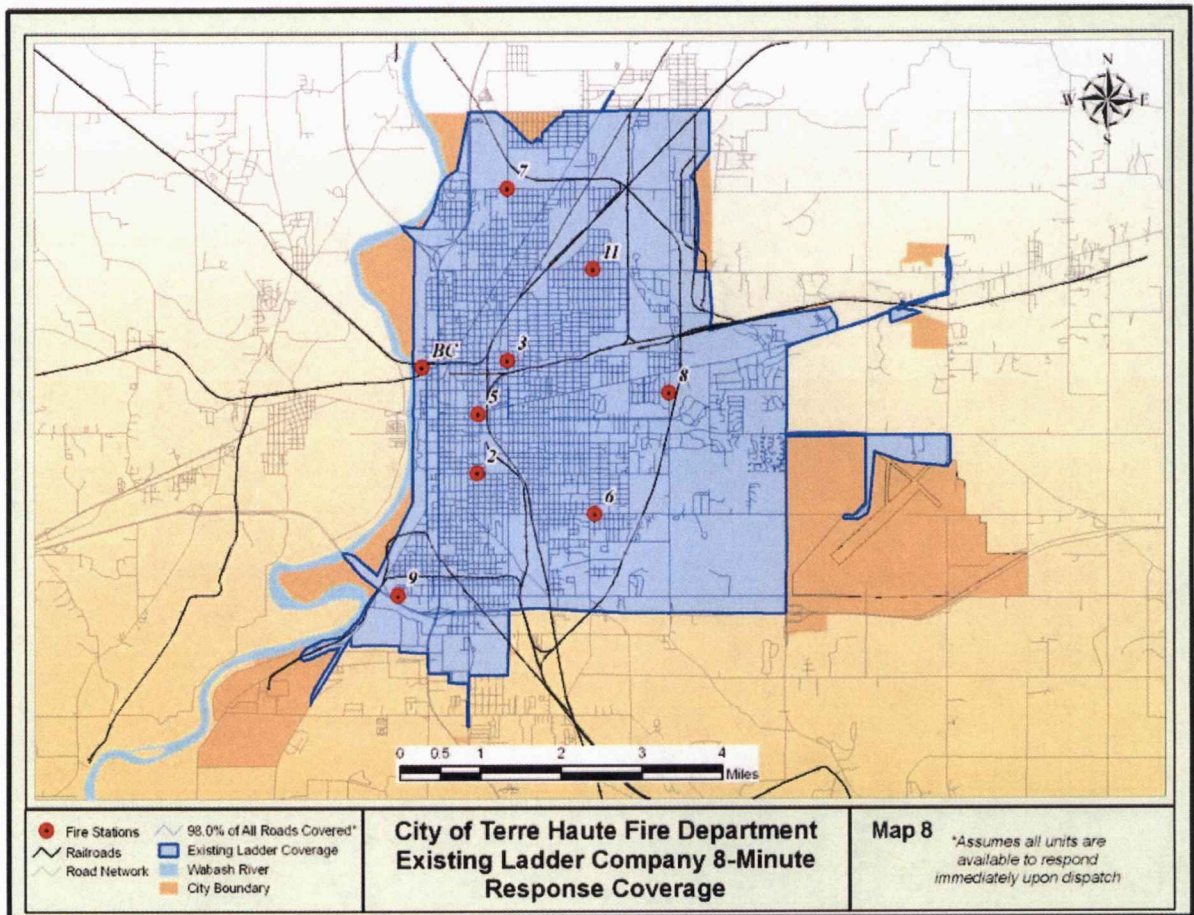 N
W E
S
7
11
BC
3
8
5
2
6
9
0 0.5 1 2 3 4
Miles
Fire Stations
Railroads
Road Network
98.0% of All Roads Covered*
Existing Ladder Coverage
Wabash River
City Boundary
City of Terre Haute Fire Department
Existing Ladder Company 8-Minute
Response Coverage
Map 8
*Assumes all units are
available to respond
immediately upon dispatch